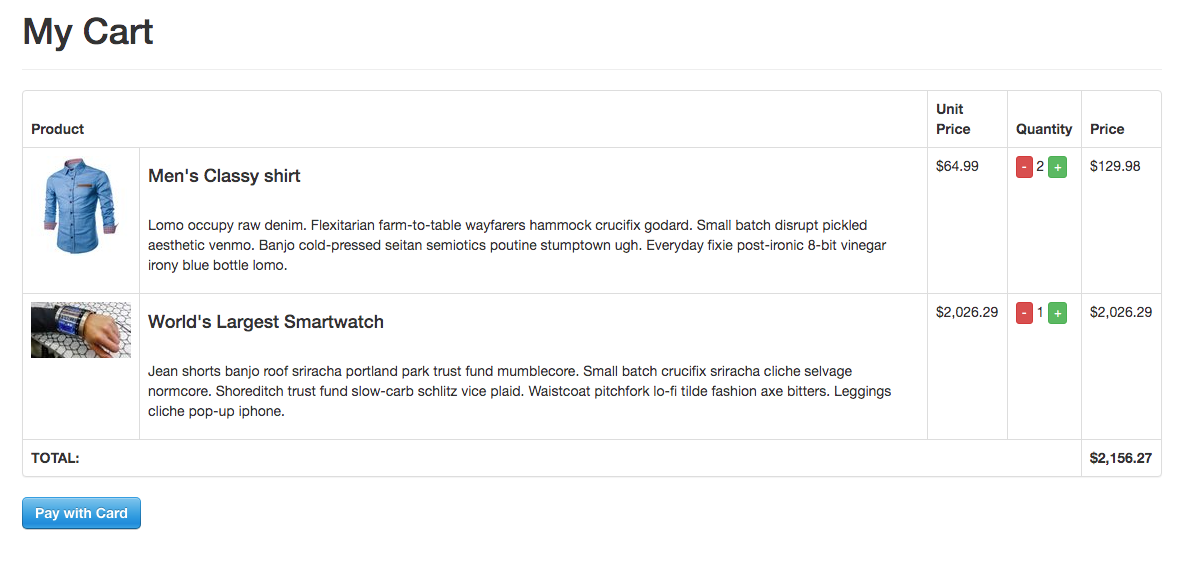 My Cart
Product
Unit
Price
Quantity
Price
Men's Classy shirt
$64.99
- 2 +
$129.98
Lomo occupy raw denim. Flexitarian farm-to-table wayfarers hammock crucifix godard. Small batch disrupt pickled
aesthetic venmo. Banjo cold-pressed seitan semiotics poutine stumptown ugh. Everyday fixie post-ironic 8-bit vinegar
irony blue bottle lomo.
World's Largest Smartwatch
$2,026.29
- 1 +
$2,026.29
Jean shorts banjo roof sriracha portland park trust fund mumblecore. Small batch crucifix sriracha cliche selvage
normcore. Shoreditch trust fund slow-carb schlitz vice plaid. Waistcoat pitchfork lo-fi tilde fashion axe bitters. Leggings
cliche pop-up iphone.
TOTAL:
$2,156.27
Pay with Card